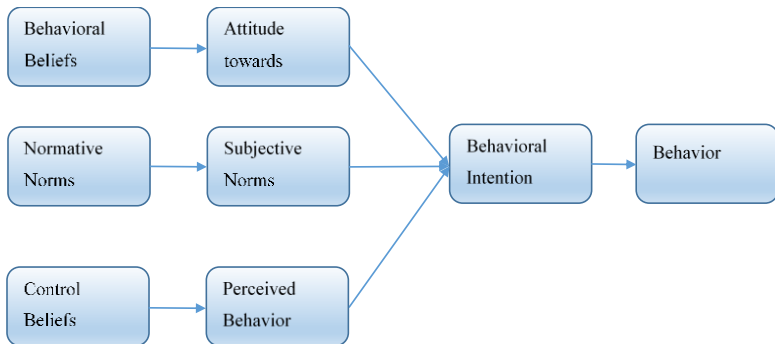 Behavioral
Beliefs
Attitude
towards
Normative
Norms
Subjective
Norms
Behavioral
Intention
Behavior
Control
Beliefs
Perceived
Behavior